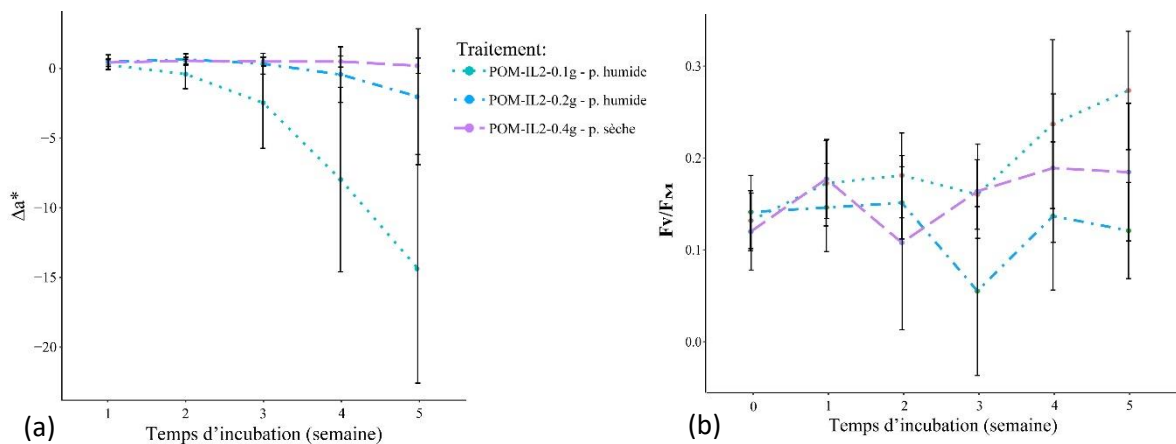 0
−5
−10
−15
−20
Δa*
1 2 3 4 5
Temps d’incubation (semaine)
(a)
Traitement:
POM-IL2-0.1g - p. humide
POM-IL2-0.2g - p. humide
POM-IL2-0.4g - p. sèche
0.3
0.2
0.1
0.0
Fv/FM
0 1 2 3 4 5
Temps d’incubation (semaine)
(b)